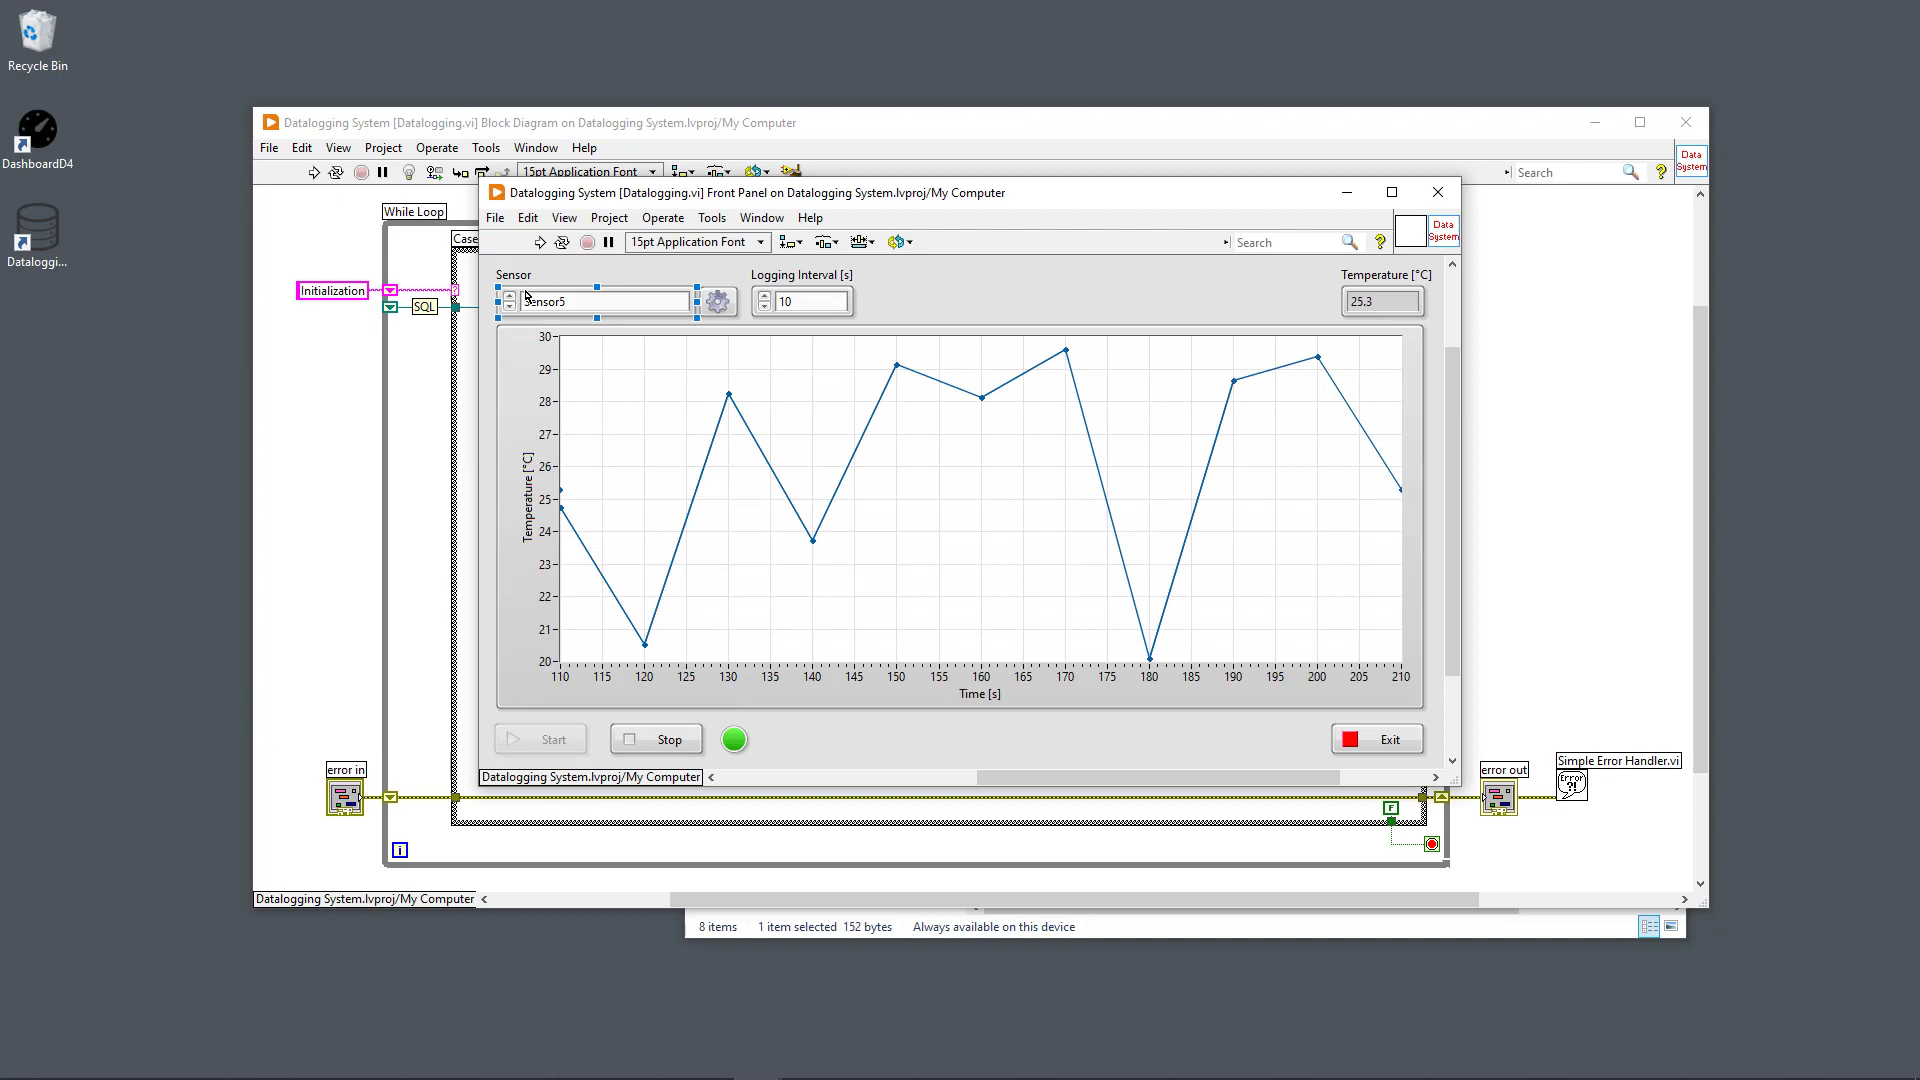 Recycle Bin
DashboardD4
Dataloggi...
Datalogging System [Datalogging.vi] Block Diagram on Datalogging System.lvproj/My Computer
File Edit View Project Operate Tools Window Help
15pt Application Font
Search
?
Data
System
While Loop
Case
Initialization
?
SQL
Datalogging System [Datalogging.vi] Front Panel on Datalogging System.lvproj/My Computer
File Edit View Project Operate Tools Window Help
15pt Application Font
Search
?
Data
System
Sensor
Logging Interval [s]
Temperature [°C]
Sensor5
10
25.3
30
29
28
27
26
25
24
23
22
21
20
Temperature [°C]
110 115 120 125 130 135 140 145 150 155 160 165 170 175 180 185 190 195 200 205 210
Time [s]
Start
Stop
Exit
Datalogging System.lvproj/My Computer
error in
error out
Simple Error Handler.vi
Error
?!
F
i
Datalogging System.lvproj/My Computer
8 items 1 item selected 152 bytes Always available on this device